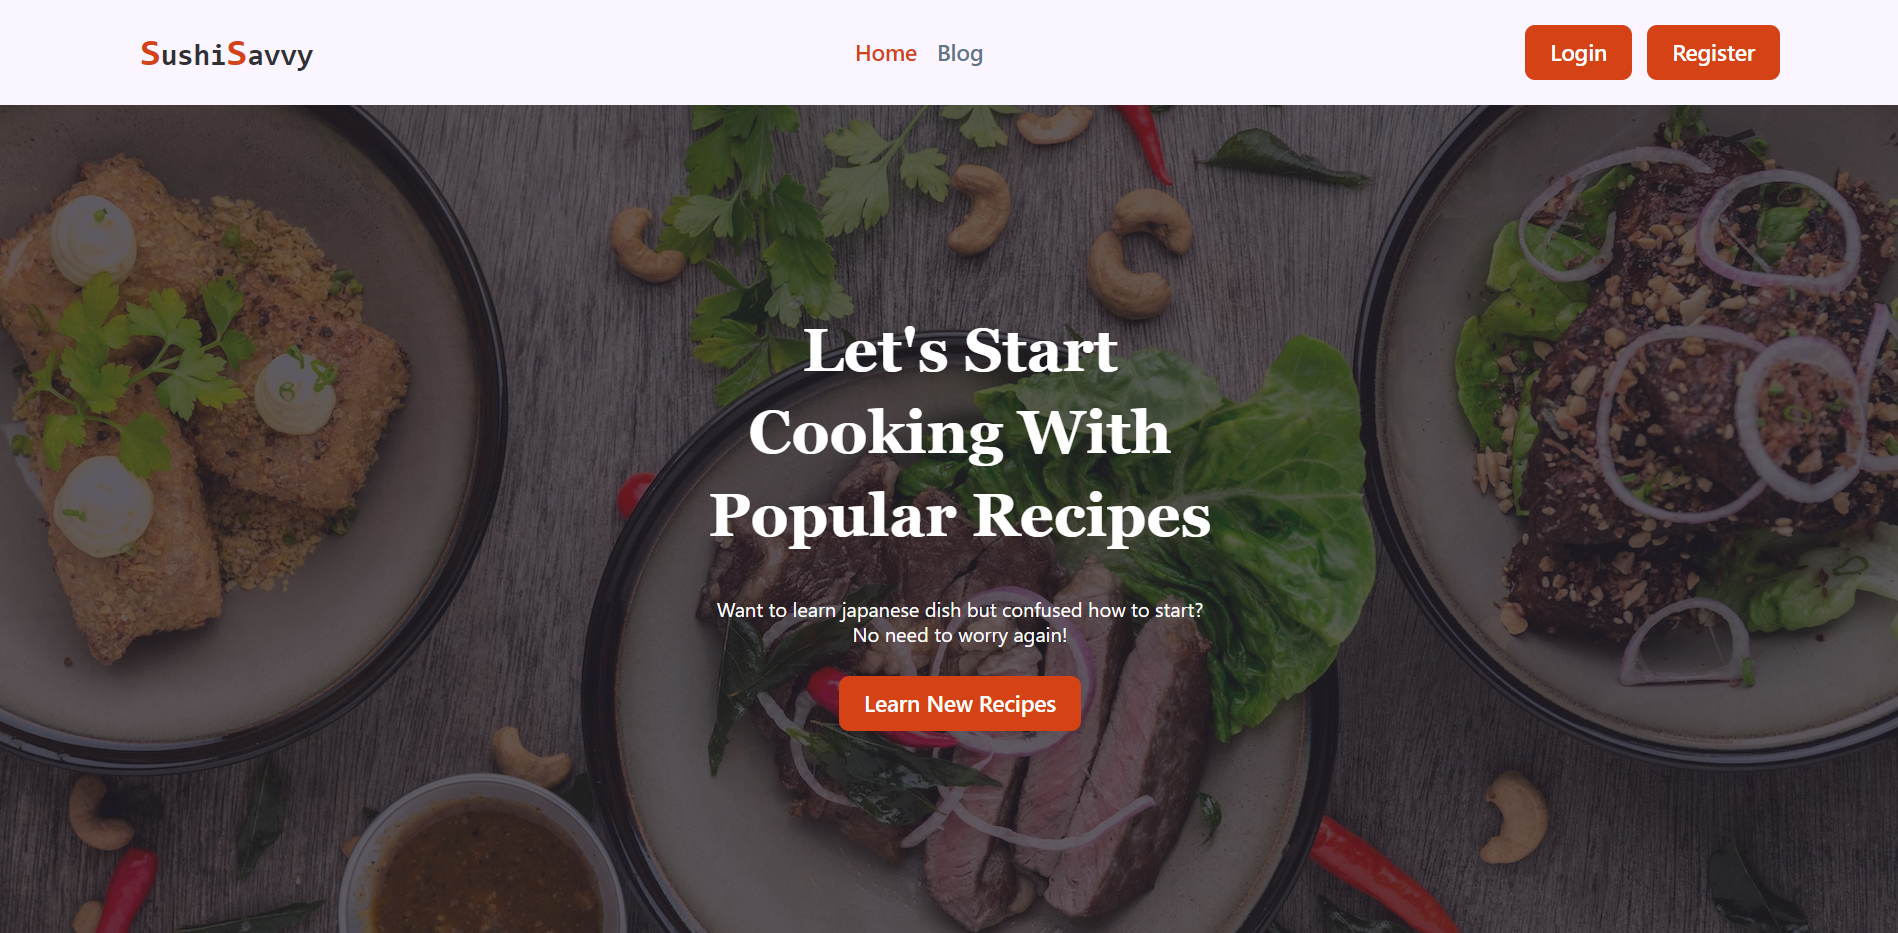 SushiSavvy
Home Blog
Login Register
Let's Start
Cooking With
Popular Recipes
Want to learn japanese dish but confused how to start?
No need to worry again!
Learn New Recipes